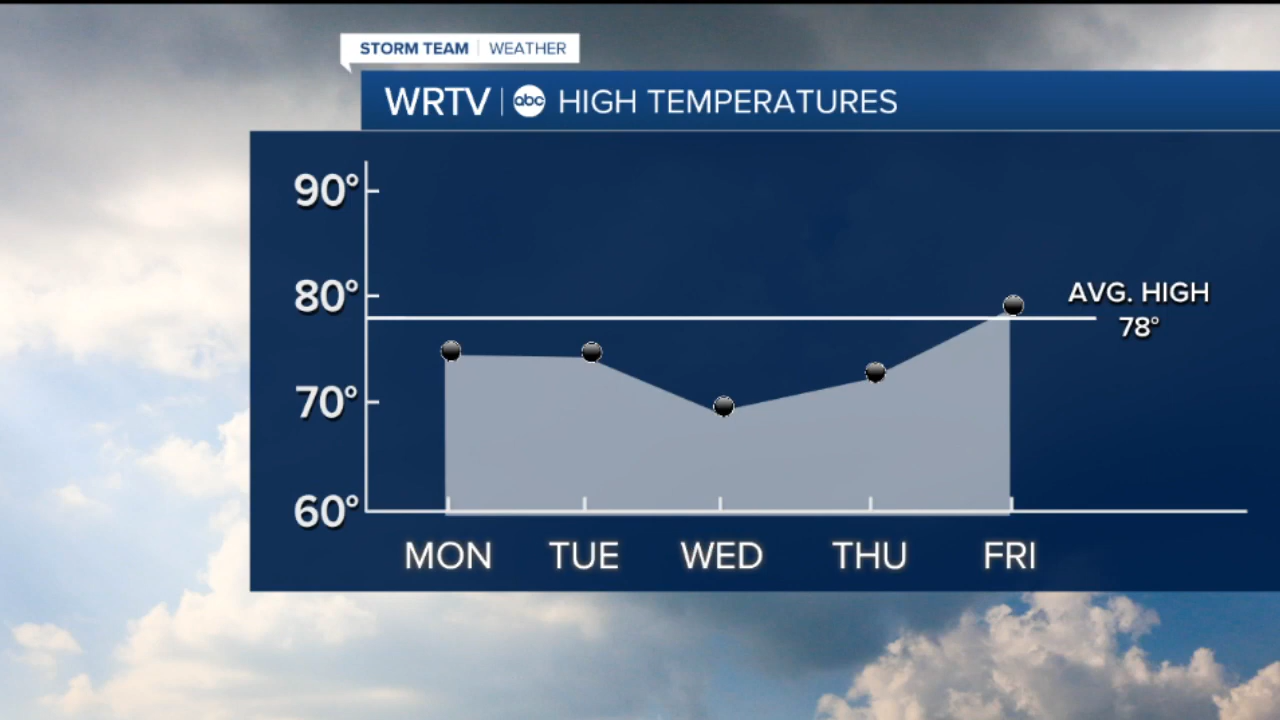 STORM TEAM | WEATHER
WRTV | abc HIGH TEMPERATURES
90°
80°
AVG. HIGH
78°
70°
60°
MON TUE WED THU FRI